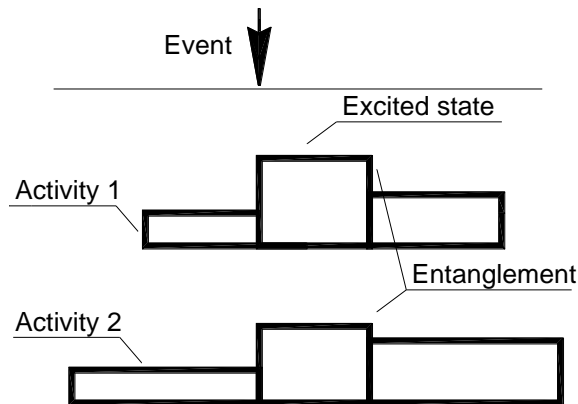 Event
Excited state
Activity 1
Entanglement
Activity 2